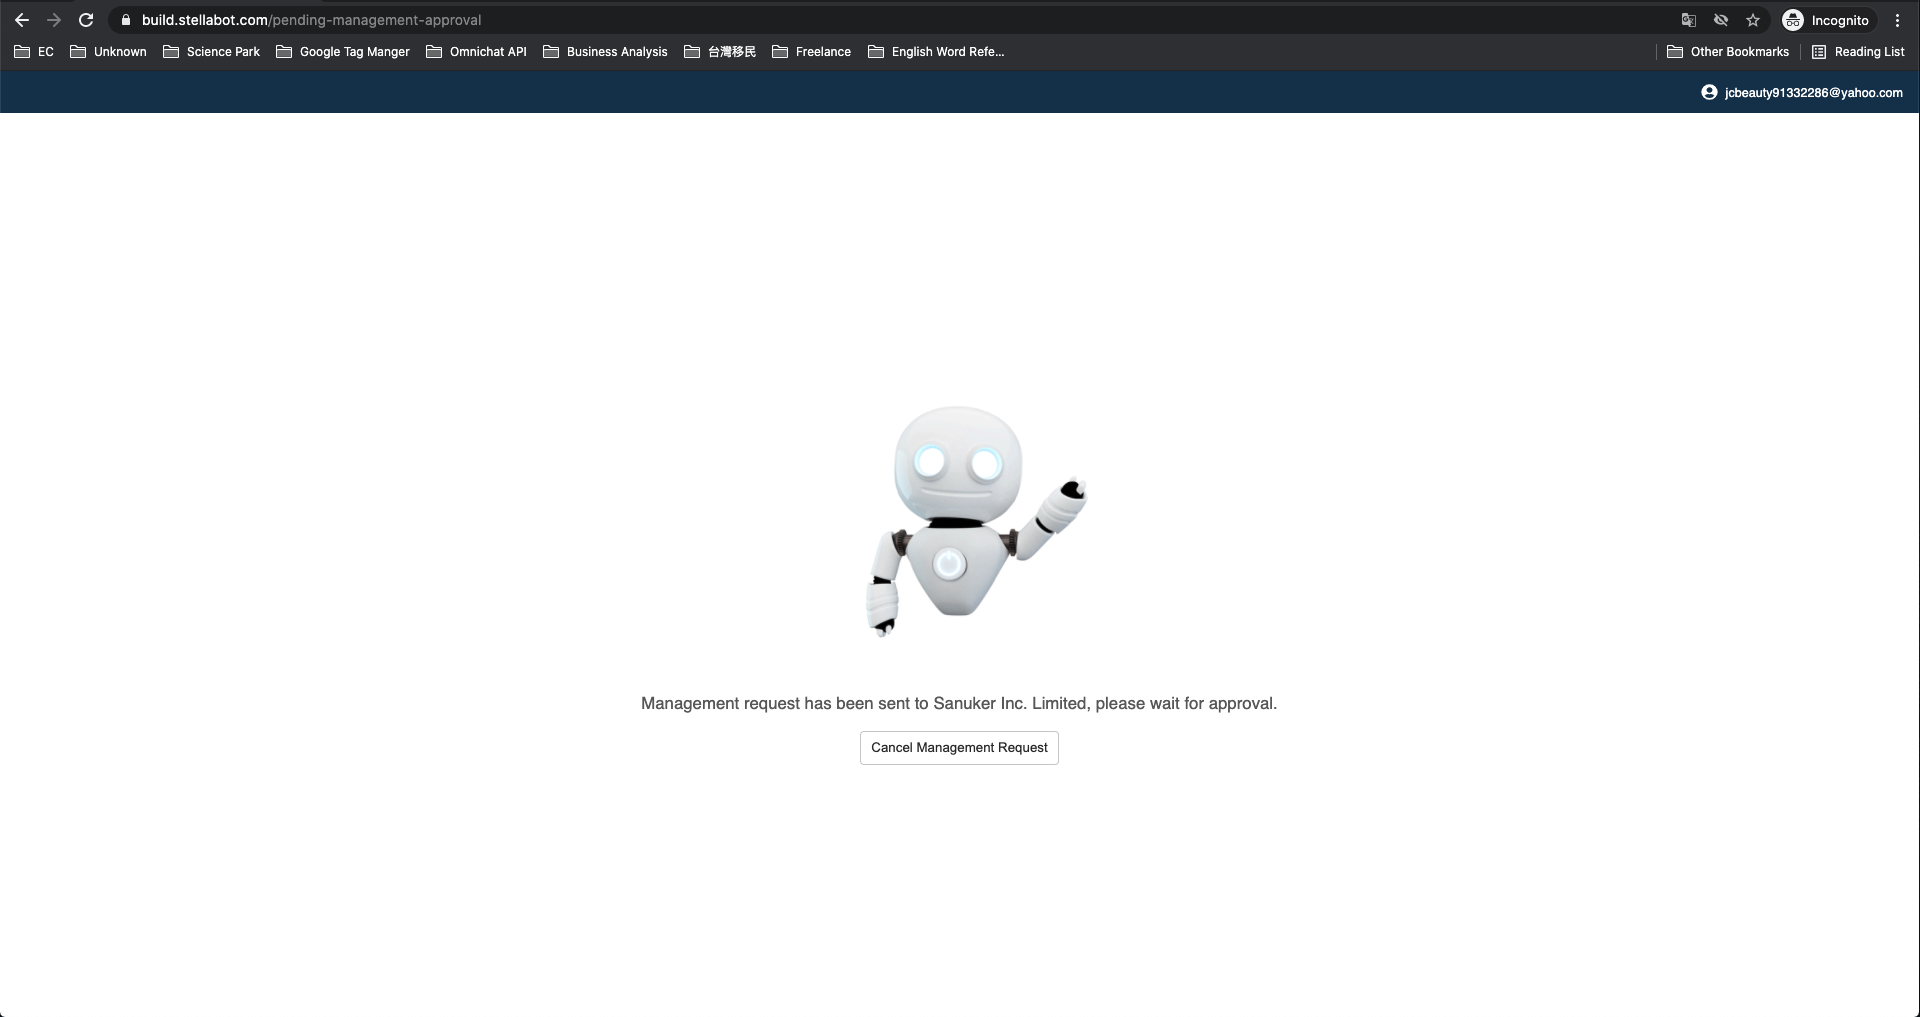 build.stellabot.com/pending-management-approval
Incognito
EC
Unknown
Science Park
Google Tag Manger
Omnichat API
Business Analysis
台灣移民
Freelance
English Word Refe...
Other Bookmarks
Reading List
jcbeauty91332286@yahoo.com
Management request has been sent to Sanuker Inc. Limited, please wait for approval.
Cancel Management Request